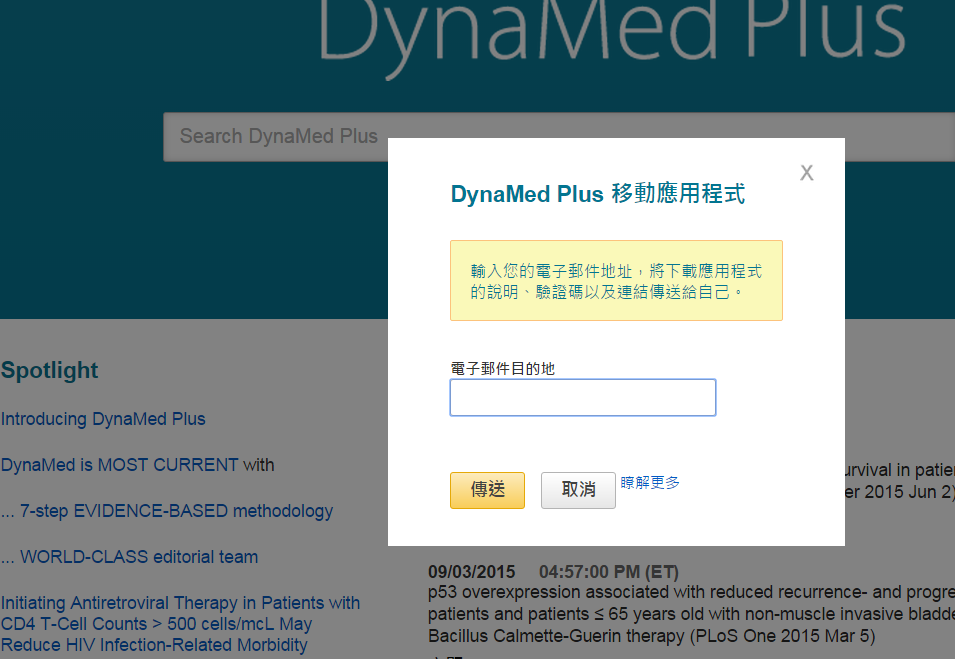 DynaMed Plus
Search DynaMed Plus
X
DynaMed Plus 移動應用程式
輸入您的電子郵件地址，將下載應用程式
的說明、驗證碼以及連結傳送給自己。
電子郵件目的地
傳送
取消
瞭解更多
Spotlight
Introducing DynaMed Plus
DynaMed is MOST CURRENT with
... 7-step EVIDENCE-BASED methodology
... WORLD-CLASS editorial team
Initiating Antiretroviral Therapy in Patients with
CD4 T-Cell Counts > 500 cells/mcL May
Reduce HIV Infection-Related Morbidity
urvival in patie
er 2015 Jun 2)
09/03/2015 04:57:00 PM (ET)
p53 overexpression associated with reduced recurrence- and progre
patients and patients ≤ 65 years old with non-muscle invasive bladde
Bacillus Calmette-Guerin therapy (PLoS One 2015 Mar 5)